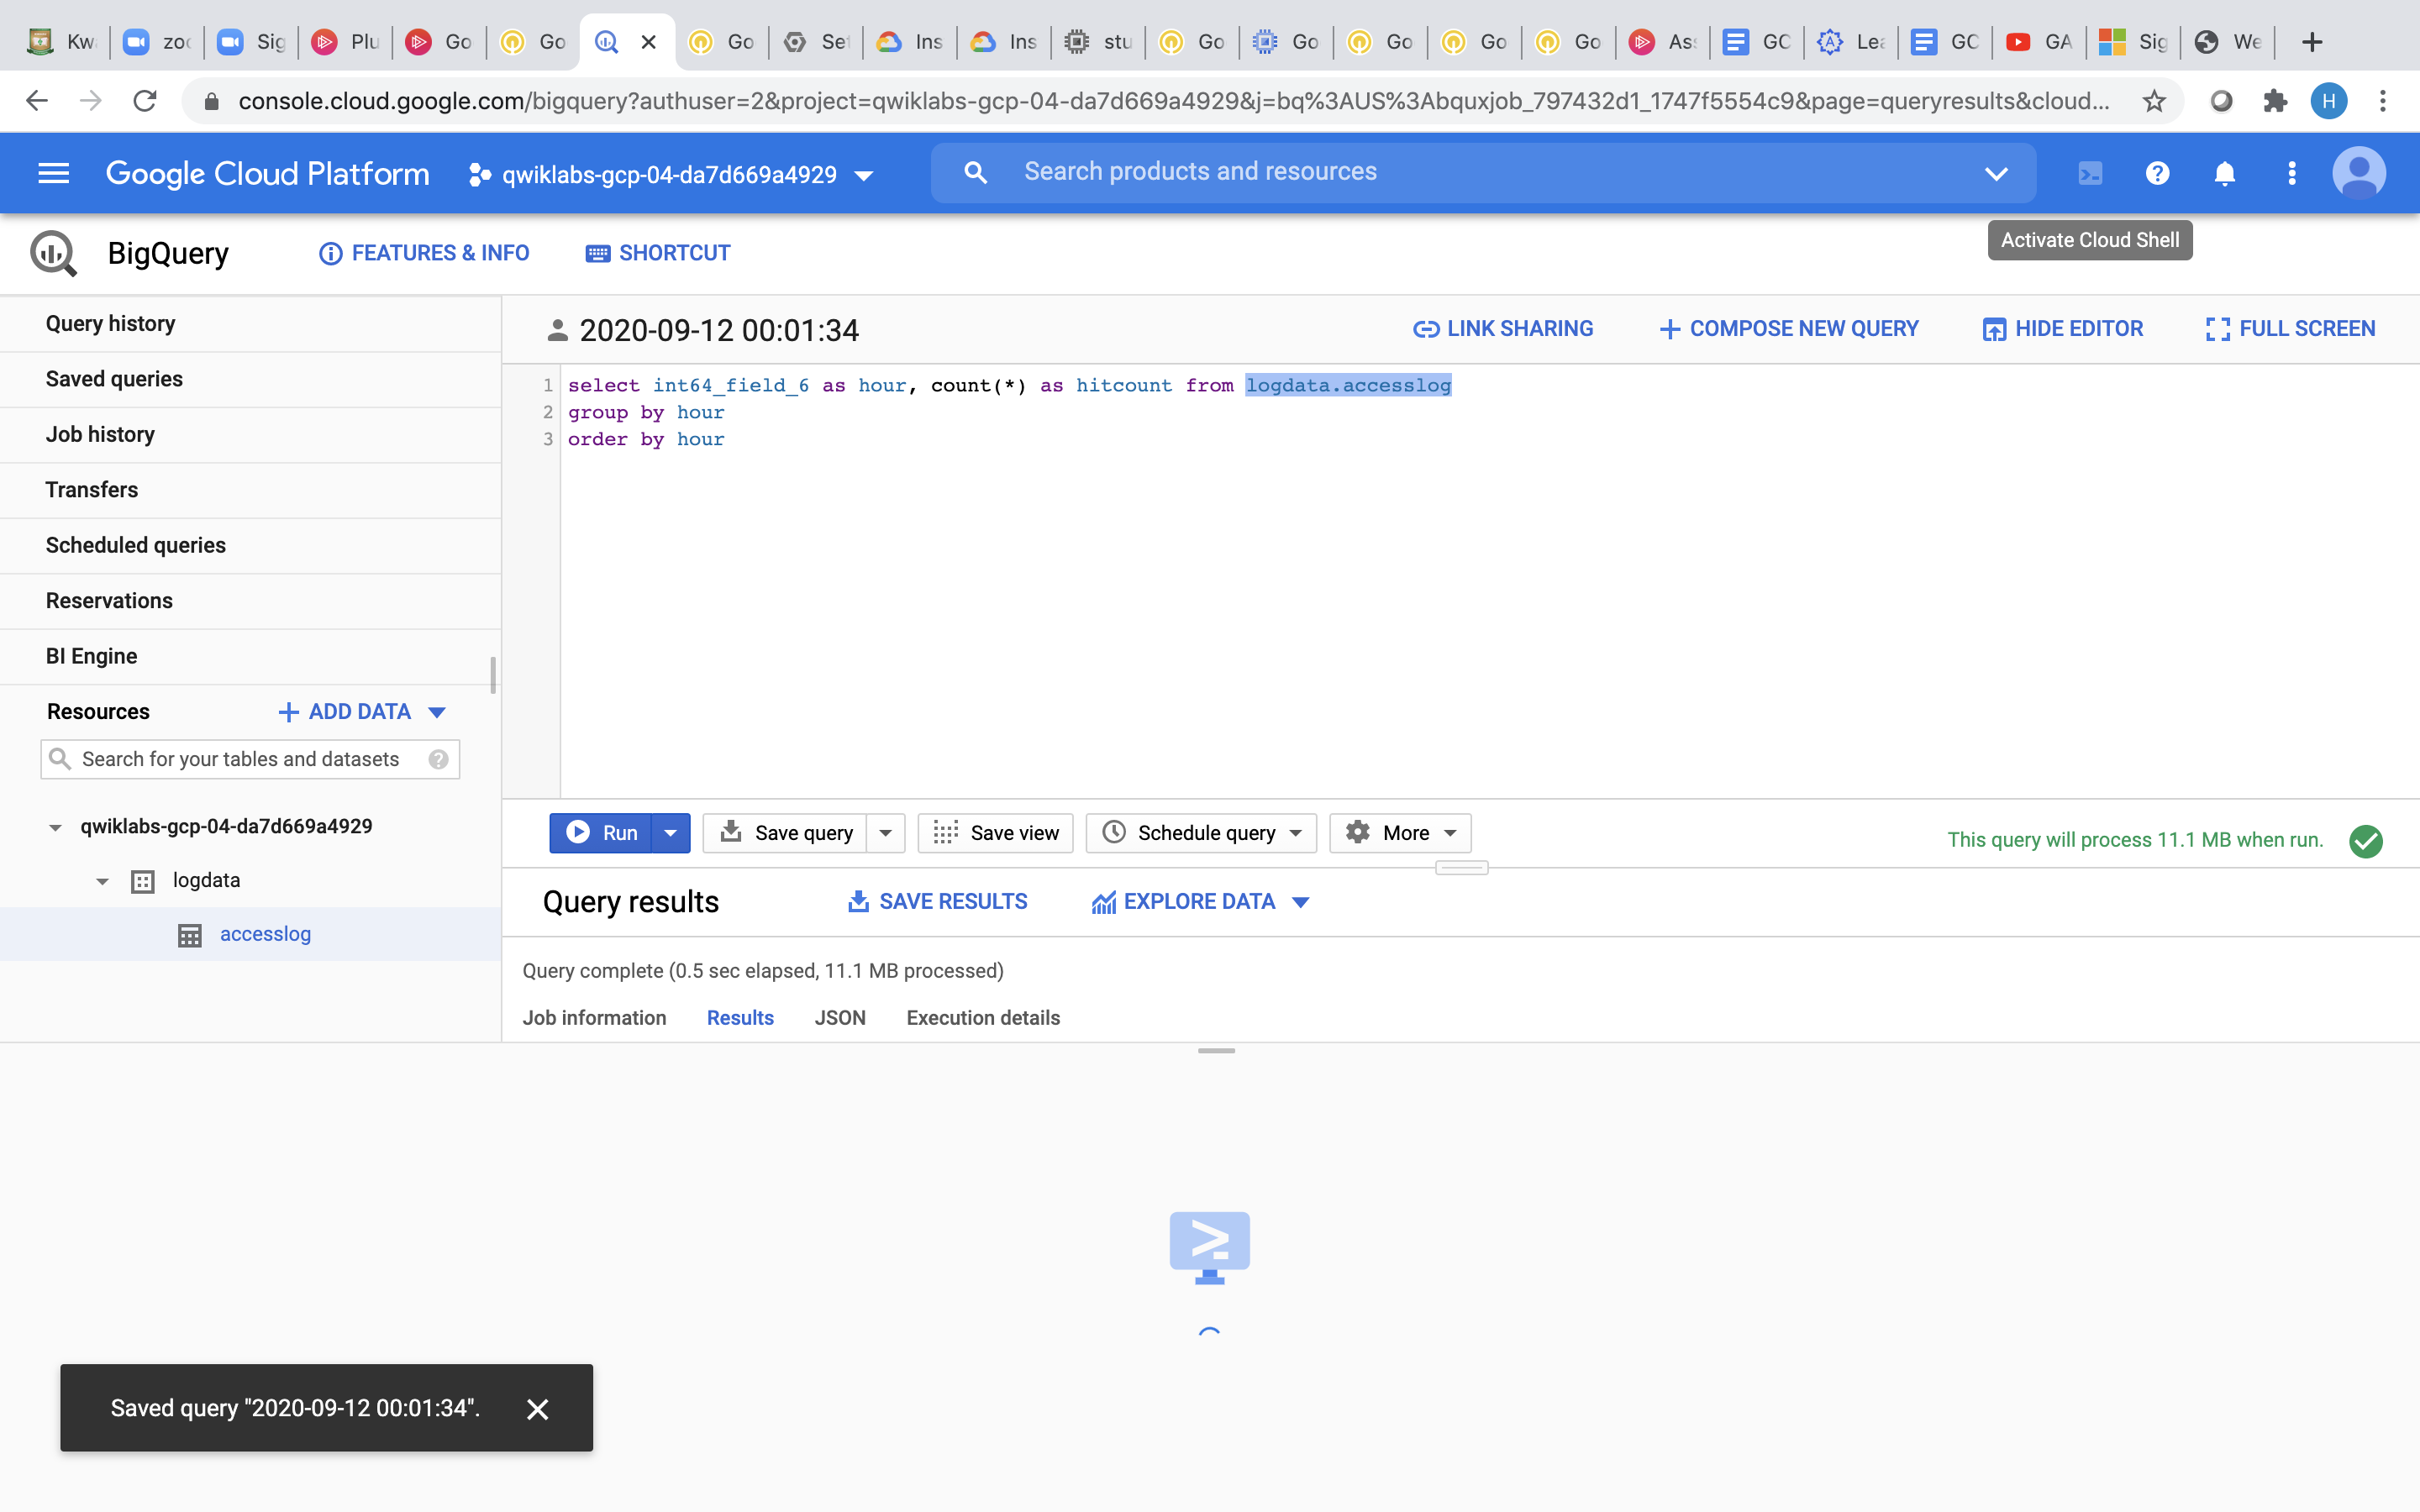 Kw
zoo
Sig
Plu
Go
Go
Go
Set
Ins
Ins
stu
Go
Go
Go
Go
Go
Ass
GC
Lea
GC
GA
Sig
We
console.cloud.google.com/bigquery?authuser=2&project=qwiklabs-gcp-04-da7d669a4929&j=bq%3AUS%3Abquxjob_797432d1_1747f5554c9&page=queryresults&cloud...
H
Google Cloud Platform
qwiklabs-gcp-04-da7d669a4929
Search products and resources
Activate Cloud Shell
BigQuery
FEATURES & INFO
SHORTCUT
Query history
Saved queries
Job history
Transfers
Scheduled queries
Reservations
BI Engine
Resources
ADD DATA
Search for your tables and datasets
qwiklabs-gcp-04-da7d669a4929
logdata
accesslog
2020-09-12 00:01:34
LINK SHARING
COMPOSE NEW QUERY
HIDE EDITOR
FULL SCREEN
1 select int64_field_6 as hour, count(*) as hitcount from logdata.accesslog
2 group by hour
3 order by hour
Run
Save query
Save view
Schedule query
More
This query will process 11.1 MB when run.
Query results
SAVE RESULTS
EXPLORE DATA
Query complete (0.5 sec elapsed, 11.1 MB processed)
Job information
Results
JSON
Execution details
Saved query "2020-09-12 00:01:34".